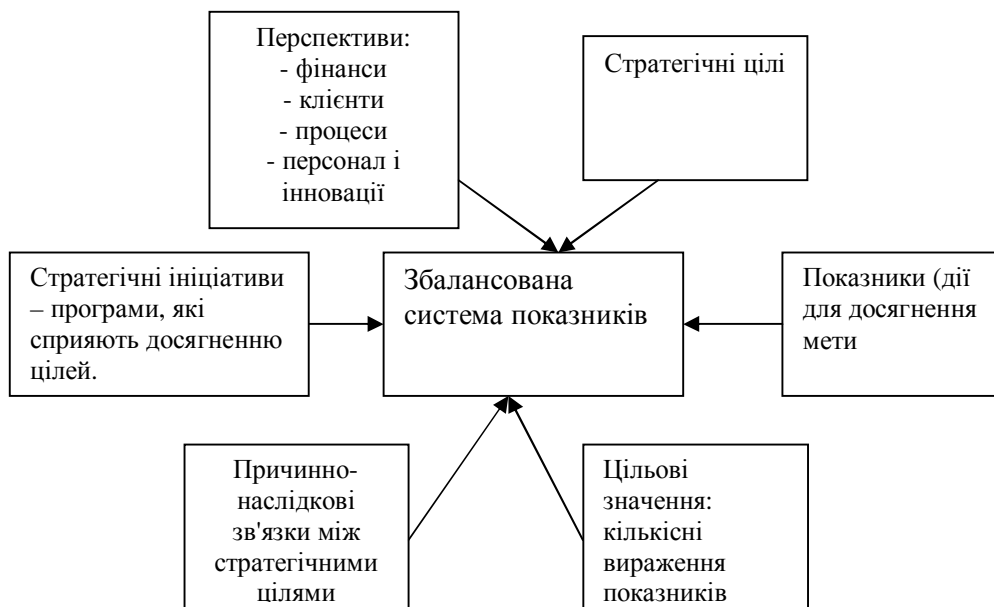 Перспективи:
- фінанси
- клієнти
- процеси
- персонал і
інновації
Стратегічні цілі
Стратегічні ініціативи
– програми, які
сприяють досягненню
цілей.
Збалансована
система показників
Показники (дії
для досягнення
мети
Причинно-
наслідкові
зв'язки між
стратегічними
цілями
Цільові
значення:
кількісні
вираження
показників